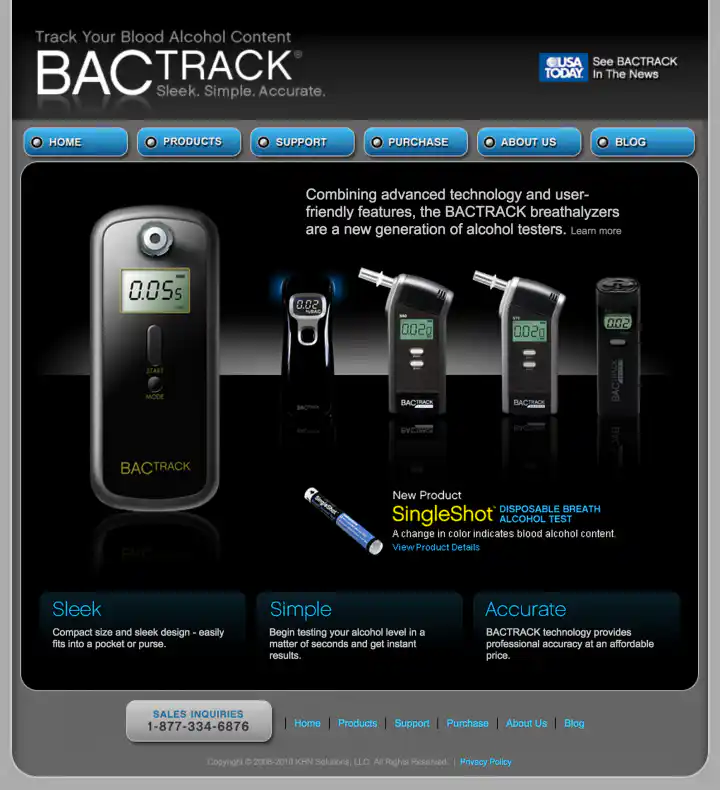 Track Your Blood Alcohol Content
BACTRACK®
Sleek. Simple. Accurate.
USA TODAY
See BACTRACK
In The News
HOME
PRODUCTS
SUPPORT
PURCHASE
ABOUT US
BLOG
Combining advanced technology and user-
friendly features, the BACTRACK breathalyzers
are a new generation of alcohol testers. Learn more
0.055
START
MODE
BACTRACK
0.02
%BAC
BACTRACK
0.020
BACTRACK
0.020
BACTRACK
0.02
BACTRACK
SingleShot
New Product
SingleShot™ DISPOSABLE BREATH
ALCOHOL TEST
A change in color indicates blood alcohol content.
View Product Details
Sleek
Compact size and sleek design - easily
fits into a pocket or purse.
Simple
Begin testing your alcohol level in a
matter of seconds and get instant
results.
Accurate
BACTRACK technology provides
professional accuracy at an affordable
price.
SALES INQUIRIES
1-877-334-6876
| Home | Products | Support | Purchase | About Us | Blog
Copyright © 2006-2010 KHN Solutions, LLC. All Rights Reserved. | Privacy Policy